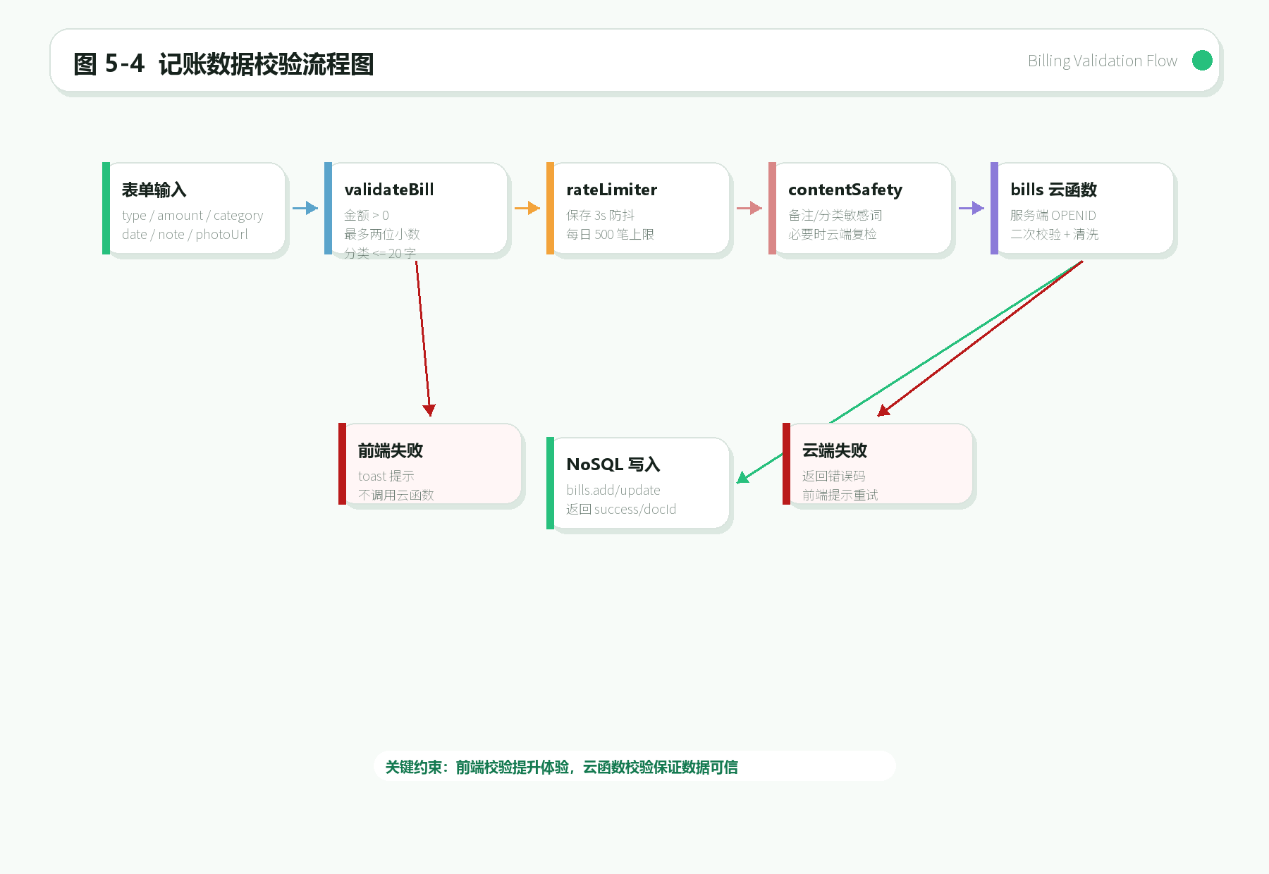 图 5-4 记账数据校验流程图
Billing Validation Flow
表单输入
type / amount / category
date / note / photoUrl
validateBill
金额 > 0
最多两位小数
分类 <= 20 字
rateLimiter
保存 3s 防抖
每日 500 笔上限
contentSafety
备注/分类敏感词
必要时云端复检
bills 云函数
服务端 OPENID
二次校验 + 清洗
前端失败
toast 提示
不调用云函数
NoSQL 写入
bills.add/update
返回 success/docId
云端失败
返回错误码
前端提示重试
关键约束：前端校验提升体验，云函数校验保证数据可信